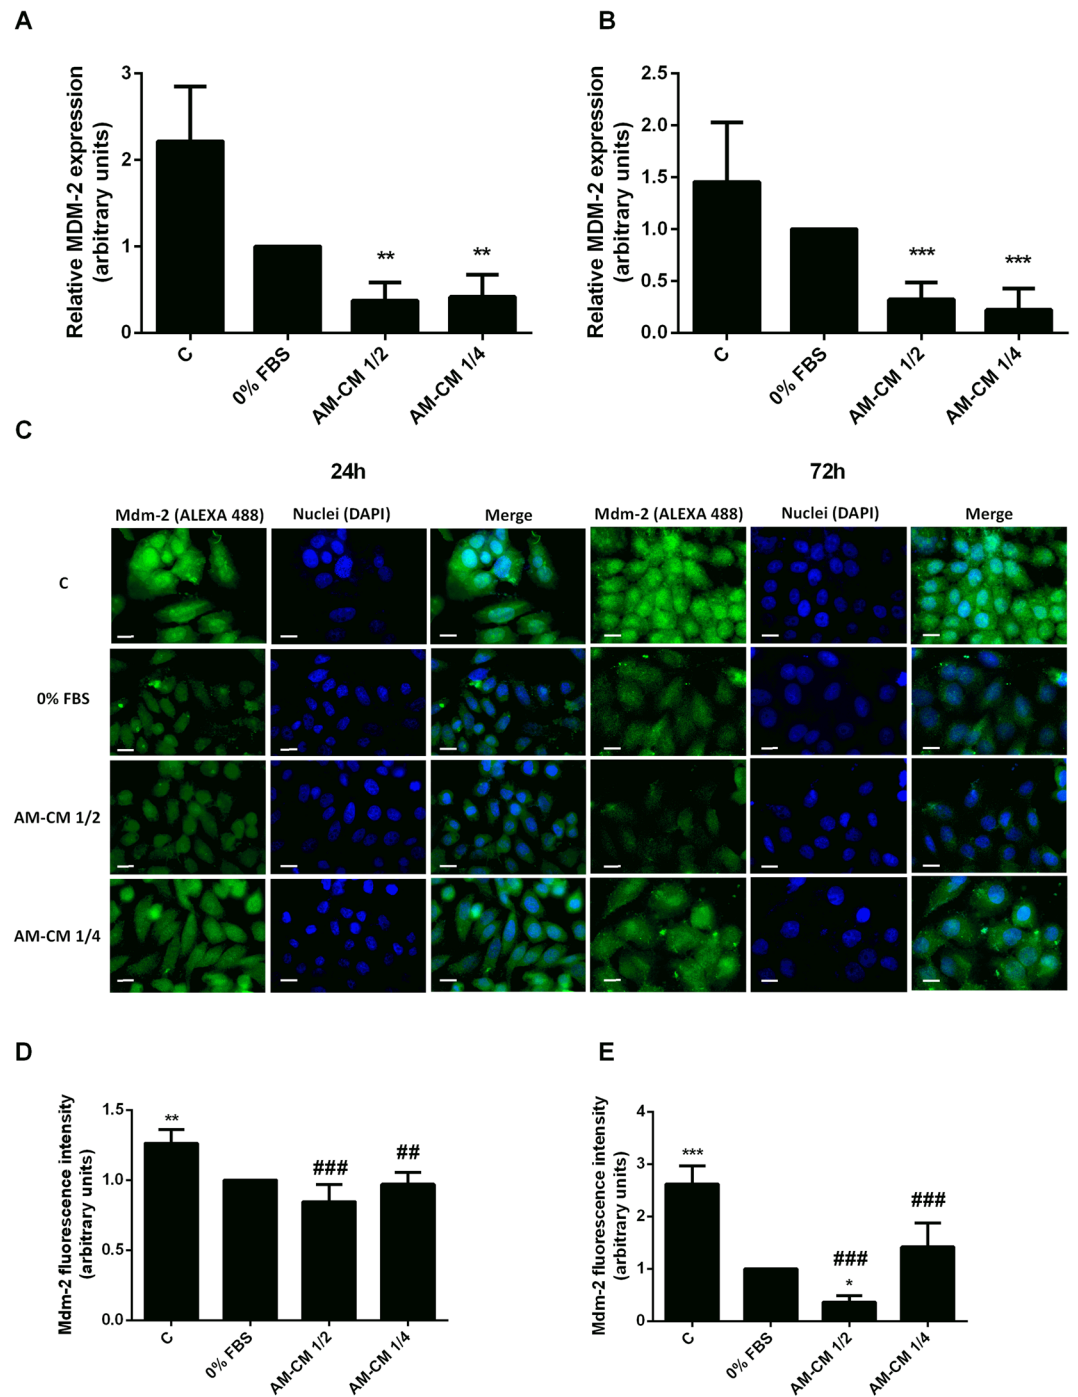 A
Relative MDM-2 expression
(arbitrary units)
3
2
1
0
**
**
C
0% FBS
AM-CM 1/2
AM-CM 1/4
B
Relative MDM-2 expression
(arbitrary units)
2.5
2.0
1.5
1.0
0.5
0.0
***
***
C
0% FBS
AM-CM 1/2
AM-CM 1/4
C
24h
72h
Mdm-2 (ALEXA 488)
Nuclei (DAPI)
Merge
Mdm-2 (ALEXA 488)
Nuclei (DAPI)
Merge
C
0% FBS
AM-CM 1/2
AM-CM 1/4
D
Mdm-2 fluorescence intensity
(arbitrary units)
1.5
1.0
0.5
0.0
**
###
##
C
0% FBS
AM-CM 1/2
AM-CM 1/4
E
Mdm-2 fluorescence intensity
(arbitrary units)
4
3
2
1
0
***
###
*
###
C
0% FBS
AM-CM 1/2
AM-CM 1/4